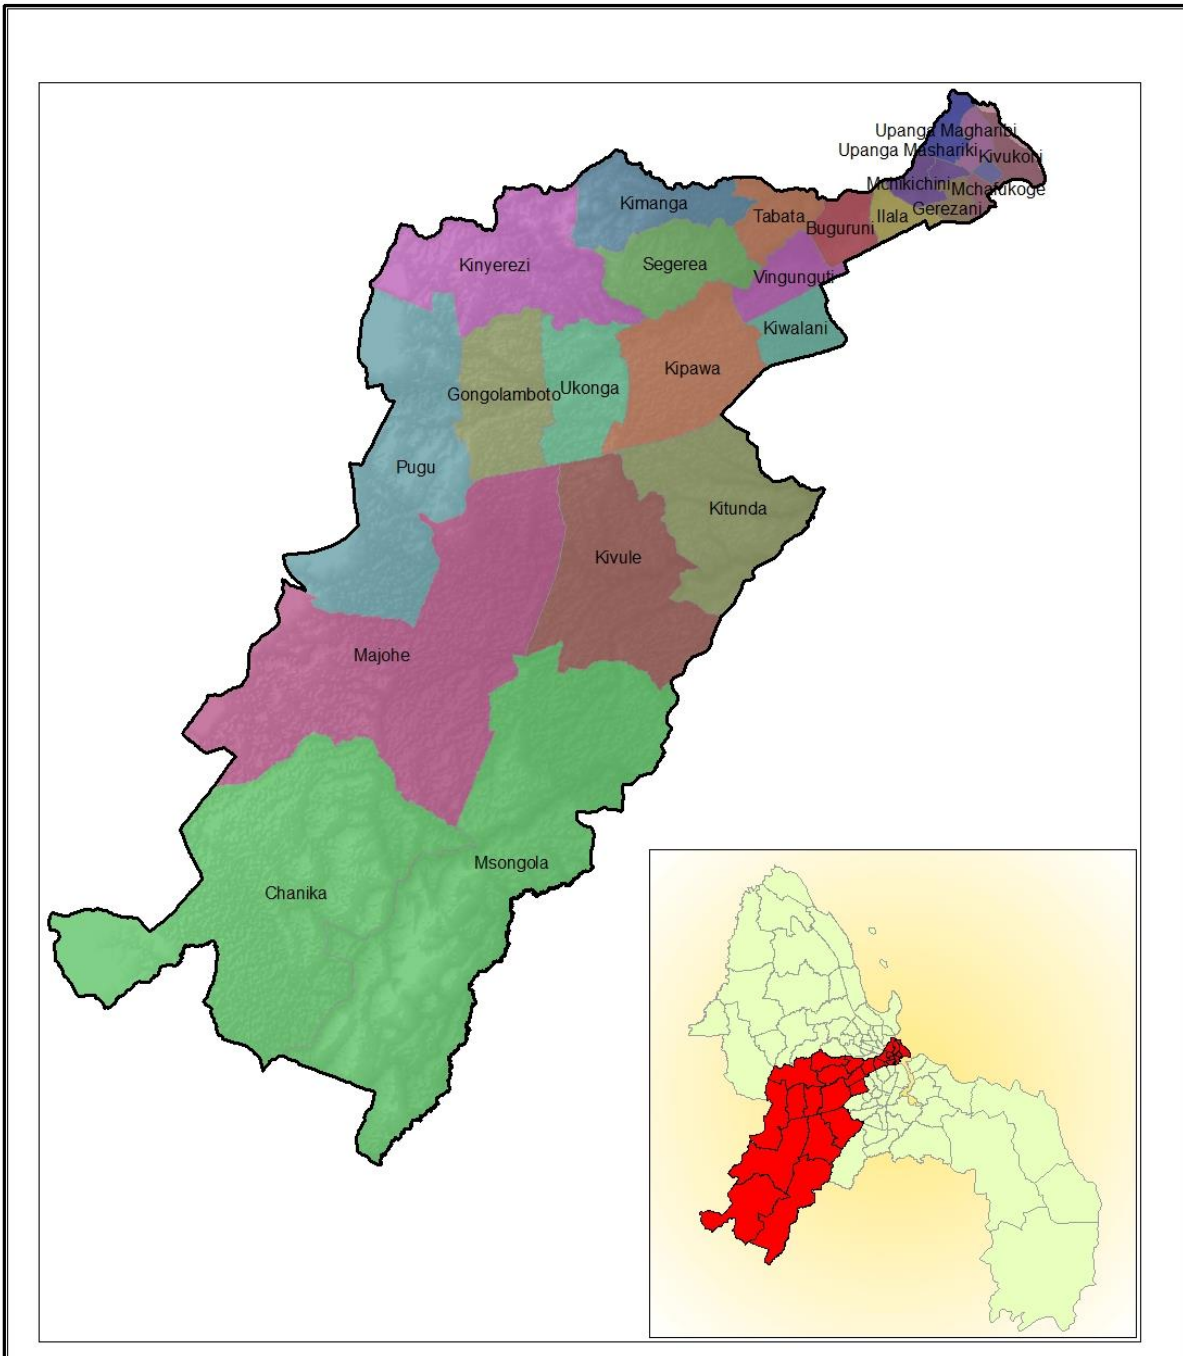 Upanga Magharibi
Upanga Mashariki
Kivukoni
Mchikichini
Mchafukoge
Kimanga
Tabata
Ilala
Gerezani
Buguruni
Kinyerezi
Segerea
Vingunguti
Kiwalani
Kipawa
Gongolamboto
Ukonga
Pugu
Kitunda
Kivule
Majohe
Msongola
Chanika